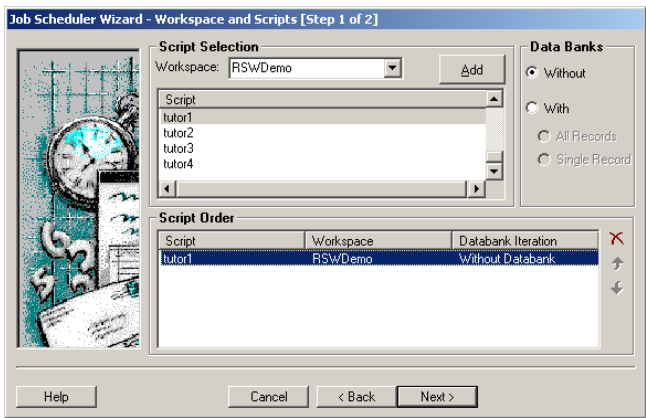 Job Scheduler Wizard - Workspace and Scripts [Step 1 of 2]
Script Selection
Workspace: RSWDemo
Add
Script
tutor1
tutor2
tutor3
tutor4
Data Banks
Without
With
All Records
Single Record
Script Order
Script Workspace Databank Iteration
tutor1 RSWDemo Without Databank
Help Cancel < Back Next >